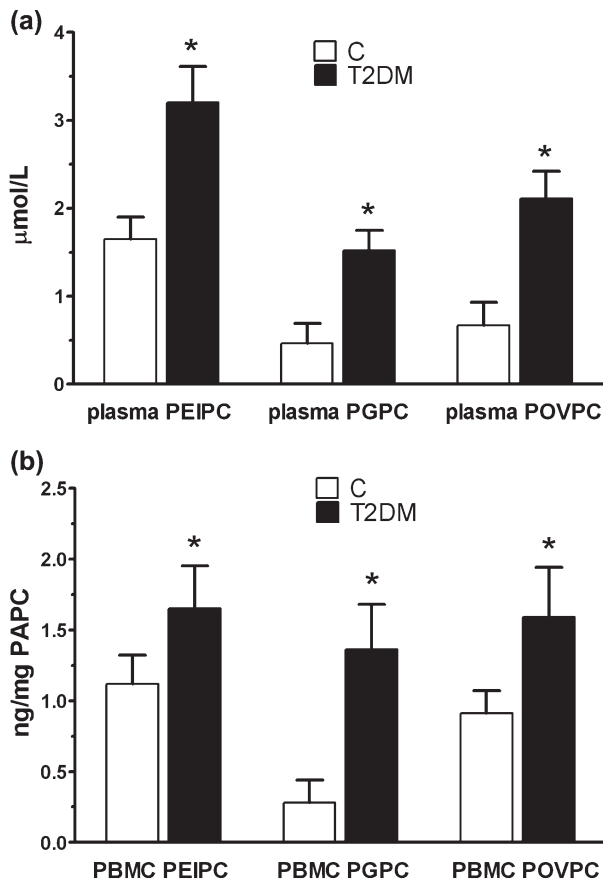 (a)
4
3
2
1
0
μmol/L
C
T2DM
*
*
*
plasma PEIPC plasma PGPC plasma POVPC
(b)
2.5
2.0
1.5
1.0
0.5
0.0
ng/mg PAPC
C
T2DM
*
*
*
PBMC PEIPC PBMC PGPC PBMC POVPC